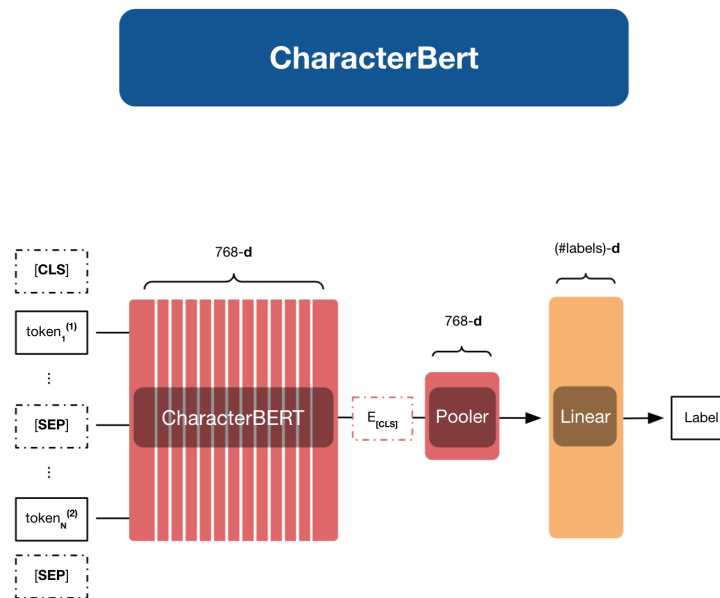 CharacterBert
768-d
(#labels)-d
[CLS]
768-d
token₁⁽¹⁾
⋮
[SEP]
CharacterBERT
E[CLS]
Pooler
Linear
Label
⋮
tokenN⁽²⁾
[SEP]